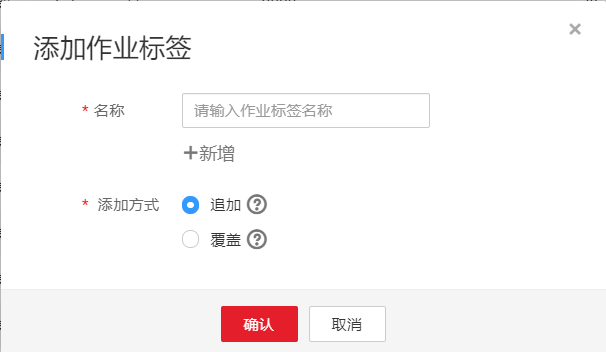 添加作业标签
* 名称
请输入作业标签名称
+新增
* 添加方式
追加 ?
覆盖 ?
确认 取消